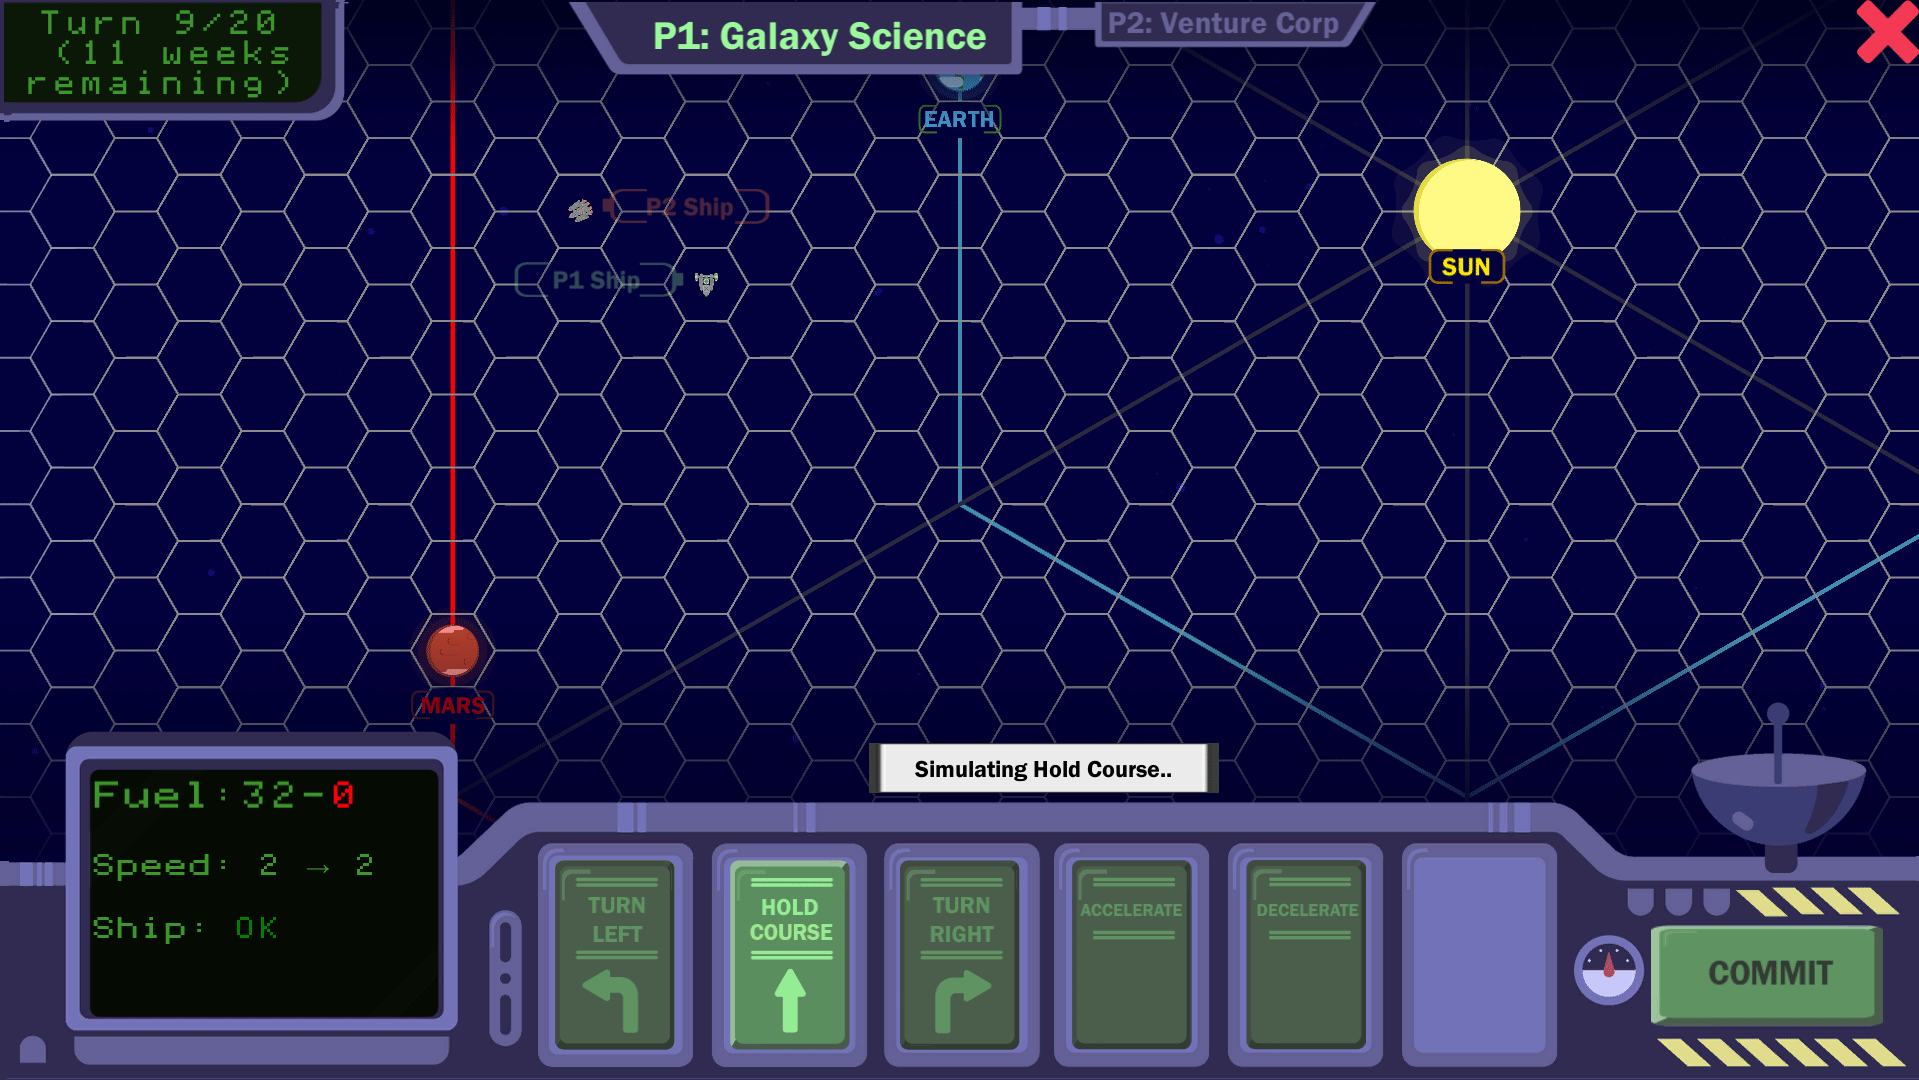 Turn 9/20
(11 weeks
remaining)
P1: Galaxy Science
P2: Venture Corp
EARTH
P2 Ship
SUN
P1 Ship
MARS
Simulating Hold Course..
Fuel:32-0
Speed: 2 → 2
Ship: OK
TURN
LEFT
HOLD
COURSE
TURN
RIGHT
ACCELERATE
DECELERATE
COMMIT